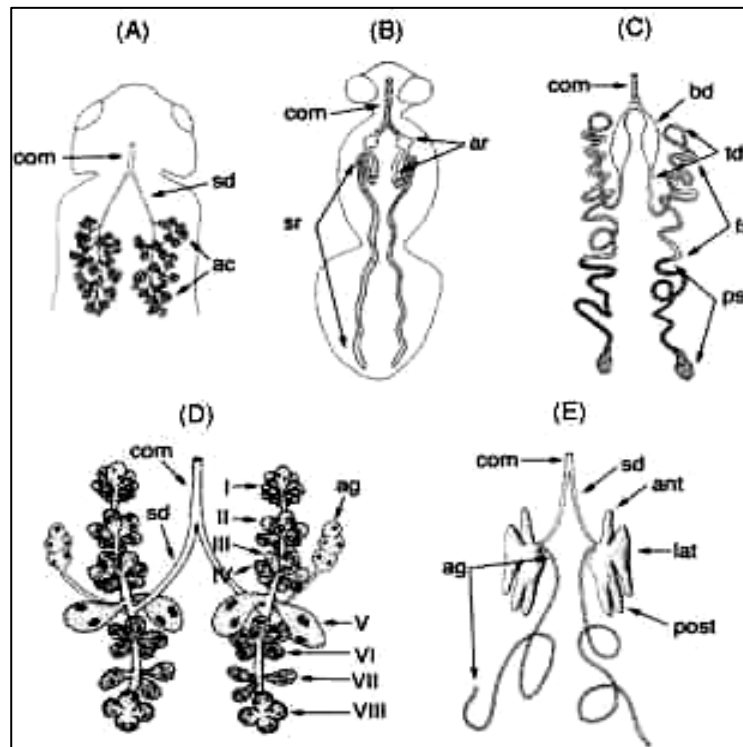 (A)
com
sd
ac
(B)
com
ar
sr
(C)
com
bd
td
ps
(D)
com
sd
ag
I
II
III
IV
V
VI
VII
VIII
(E)
com
sd
ant
lat
ag
post